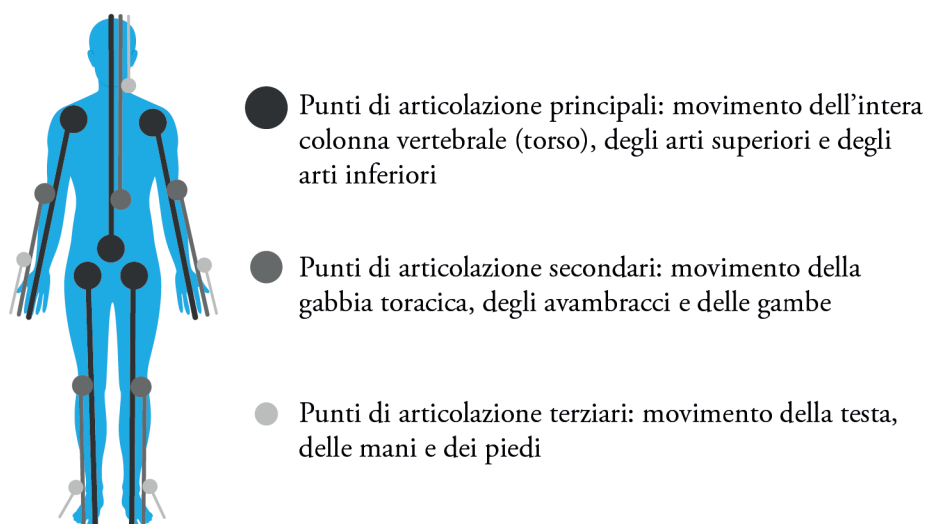 Punti di articolazione principali: movimento dell’intera
colonna vertebrale (torso), degli arti superiori e degli
arti inferiori
Punti di articolazione secondari: movimento della
gabbia toracica, degli avambracci e delle gambe
Punti di articolazione terziari: movimento della testa,
delle mani e dei piedi